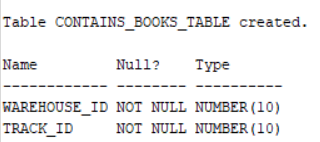 Table CONTAINS_BOOKS_TABLE created.
Name Null? Type
------------ -------- ----------
WAREHOUSE_ID NOT NULL NUMBER(10)
TRACK_ID NOT NULL NUMBER(10)